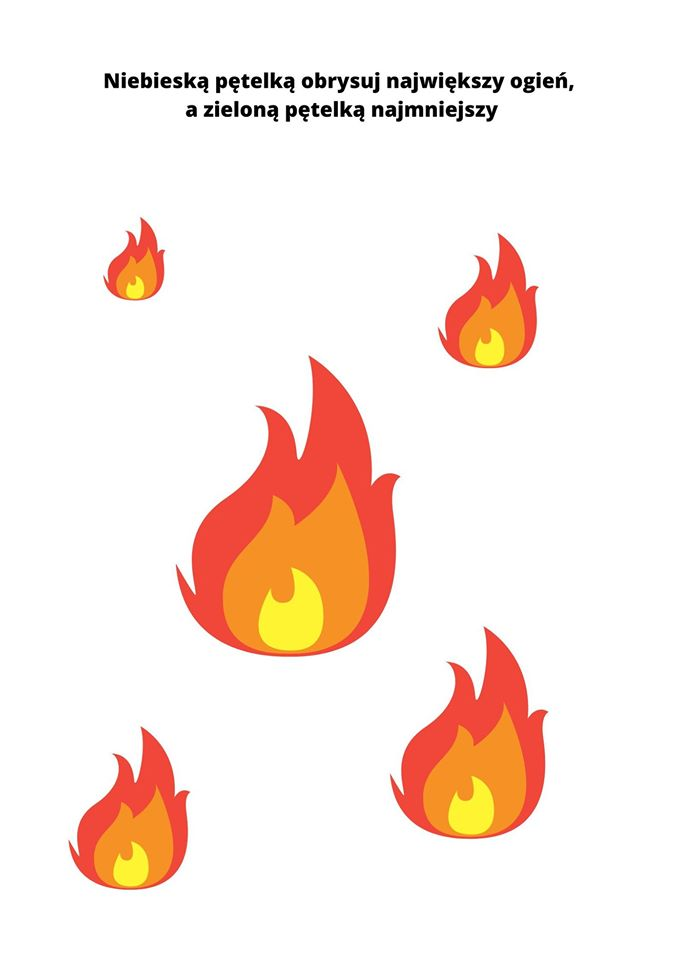 Niebieską pętelką obrysuj największy ogień,
a zieloną pętelką najmniejszy